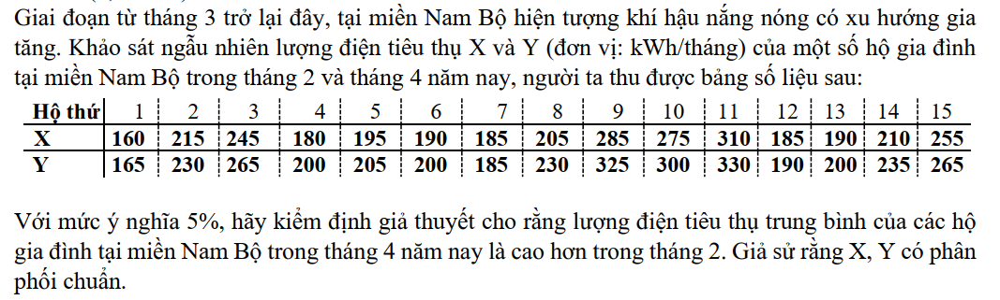 Giai đoạn từ tháng 3 trở lại đây, tại miền Nam Bộ hiện tượng khí hậu nắng nóng có xu hướng gia
tăng. Khảo sát ngẫu nhiên lượng điện tiêu thụ X và Y (đơn vị: kWh/tháng) của một số hộ gia đình
tại miền Nam Bộ trong tháng 2 và tháng 4 năm nay, người ta thu được bảng số liệu sau:
Hộ thứ 1 2 3 4 5 6 7 8 9 10 11 12 13 14 15
X 160 215 245 180 195 190 185 205 285 275 310 185 190 210 255
Y 165 230 265 200 205 200 185 230 325 300 330 190 200 235 265
Với mức ý nghĩa 5%, hãy kiểm định giả thuyết cho rằng lượng điện tiêu thụ trung bình của các hộ
gia đình tại miền Nam Bộ trong tháng 4 năm nay là cao hơn trong tháng 2. Giả sử rằng X, Y có phân
phối chuẩn.